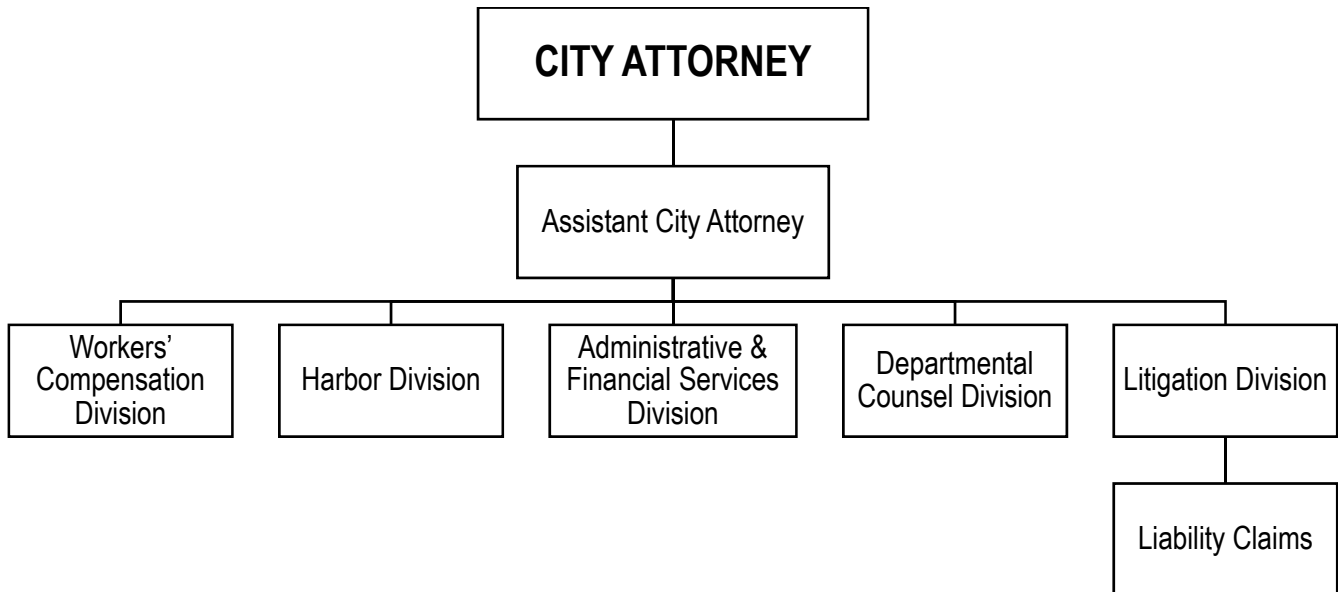 CITY ATTORNEY
Assistant City Attorney
Workers’
Compensation
Division
Harbor Division
Administrative &
Financial Services
Division
Departmental
Counsel Division
Litigation Division
Liability Claims